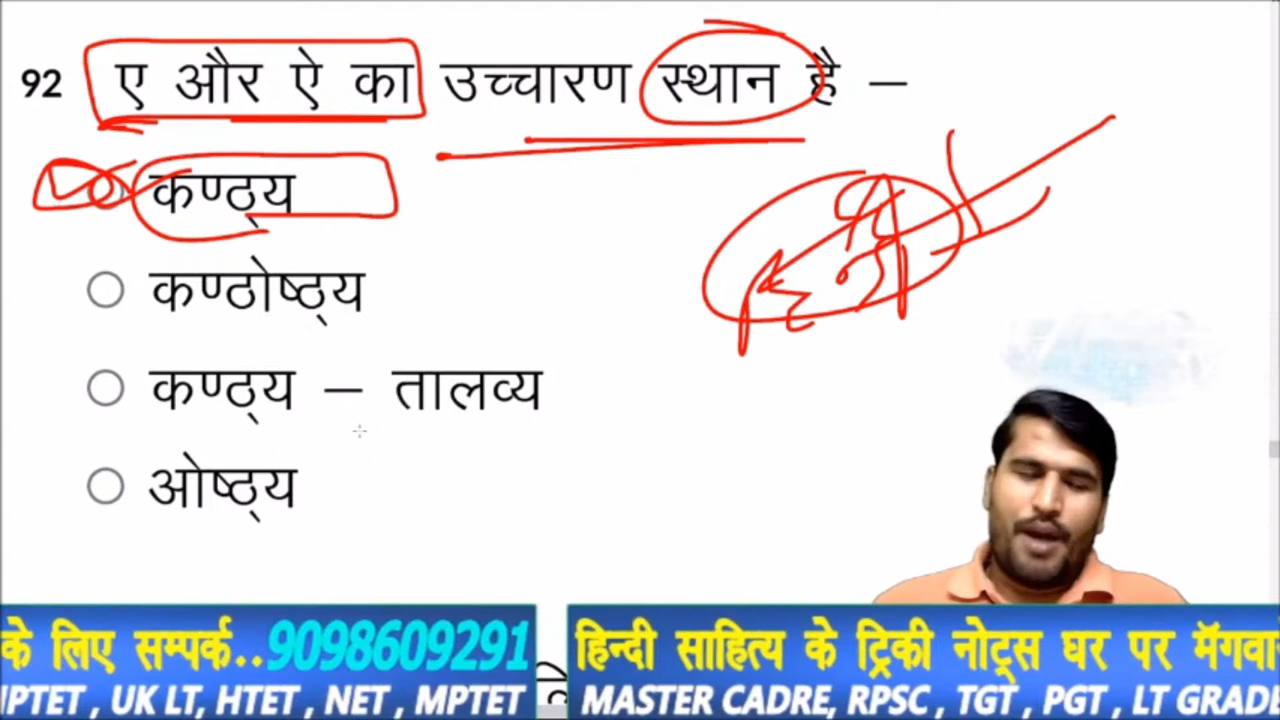 92 ए और ऐ का उच्चारण स्थान है –
कण्ठ्य
कण्ठोष्ठ्य
कण्ठ्य – तालव्य
ओष्ठ्य
के लिए सम्पर्क..9098609291
हिन्दी साहित्य के ट्रिकी नोट्स घर पर मॅगवा
MPTET , UK LT, HTET , NET , MPTET
MASTER CADRE, RPSC , TGT , PGT , LT GRADE